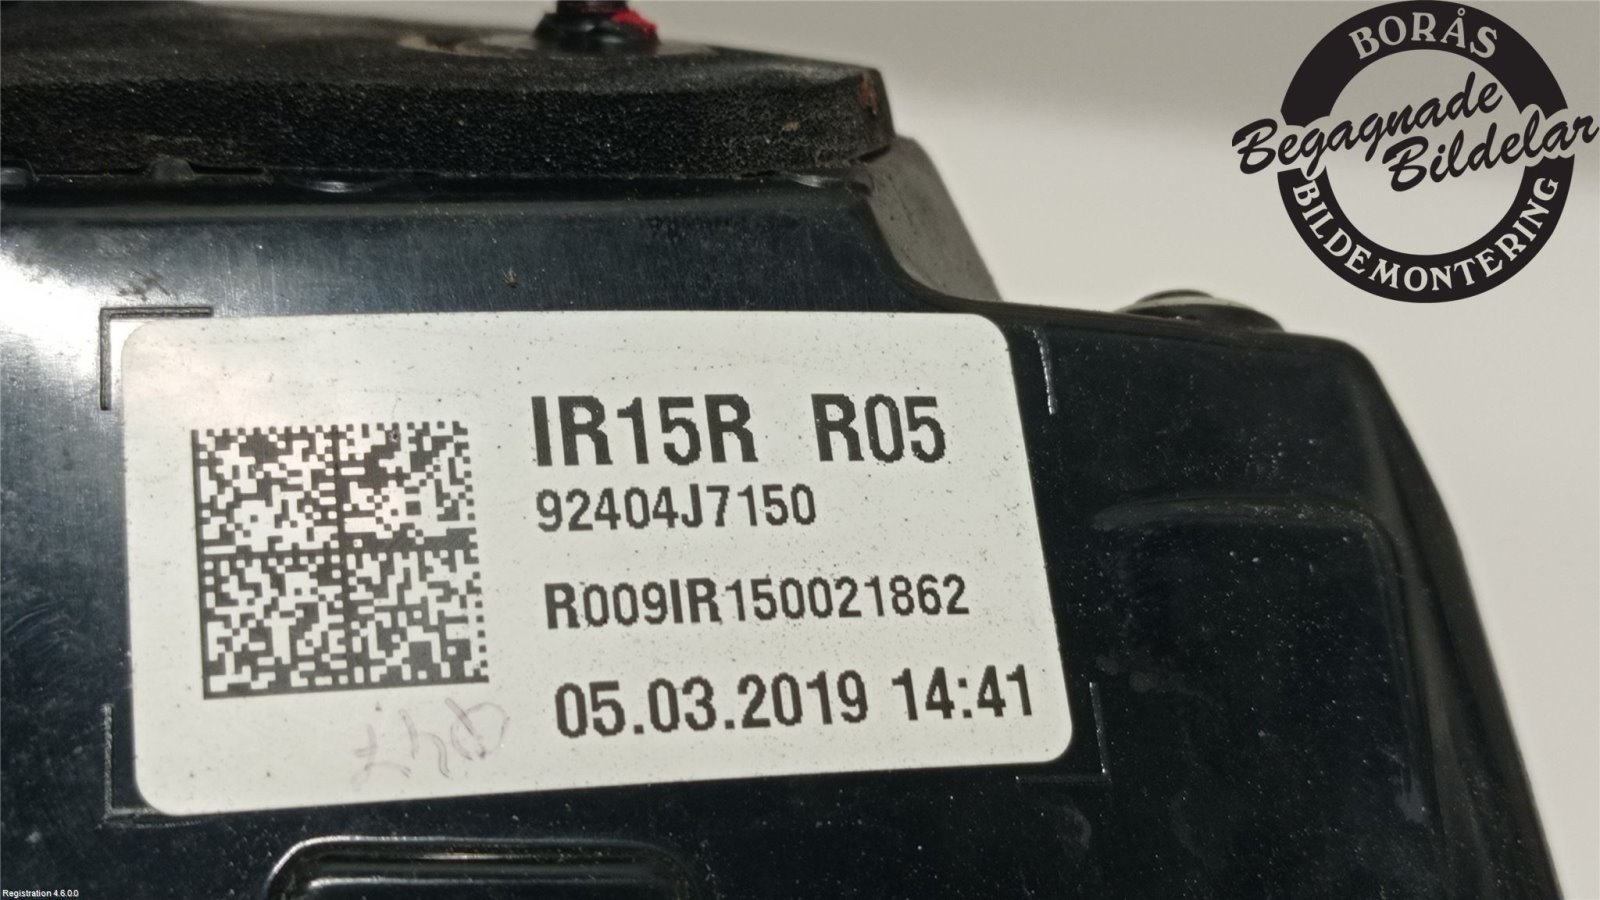 BORÅS
Begagnade
Bildelar
BILDEMONTERING
IR15R R05
92404J7150
R009IR150021862
05.03.2019 14:41
Registration 4.6.0.0